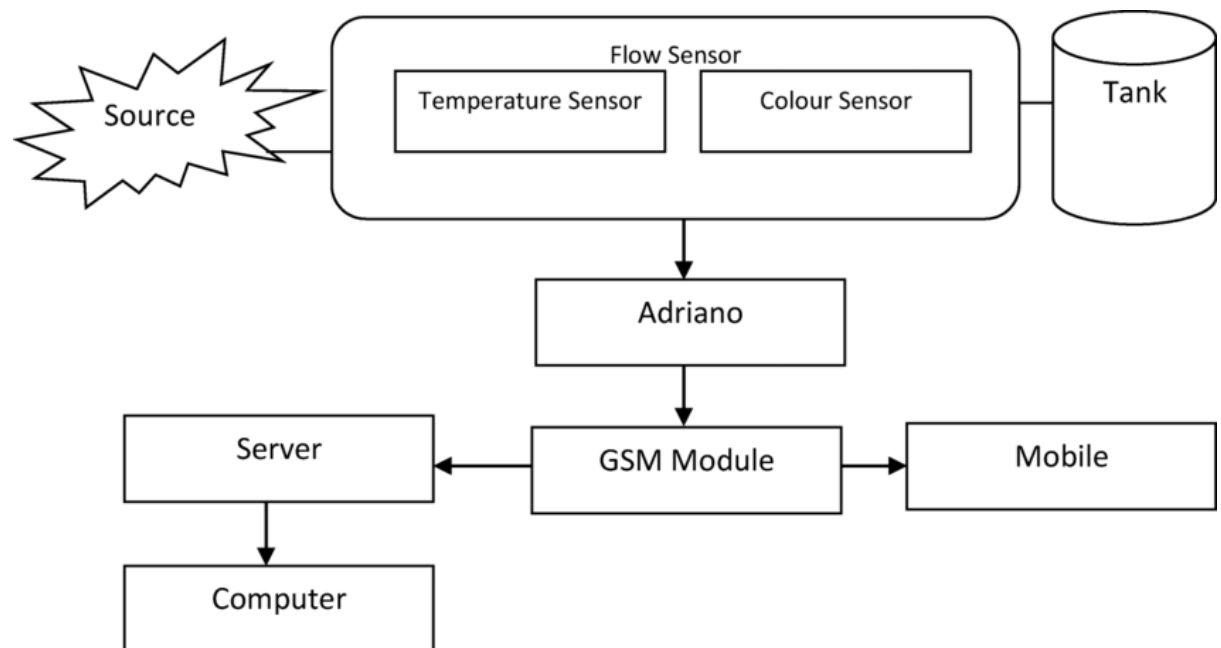 Flow Sensor
Source
Temperature Sensor
Colour Sensor
Tank
Adriano
Server
GSM Module
Mobile
Computer